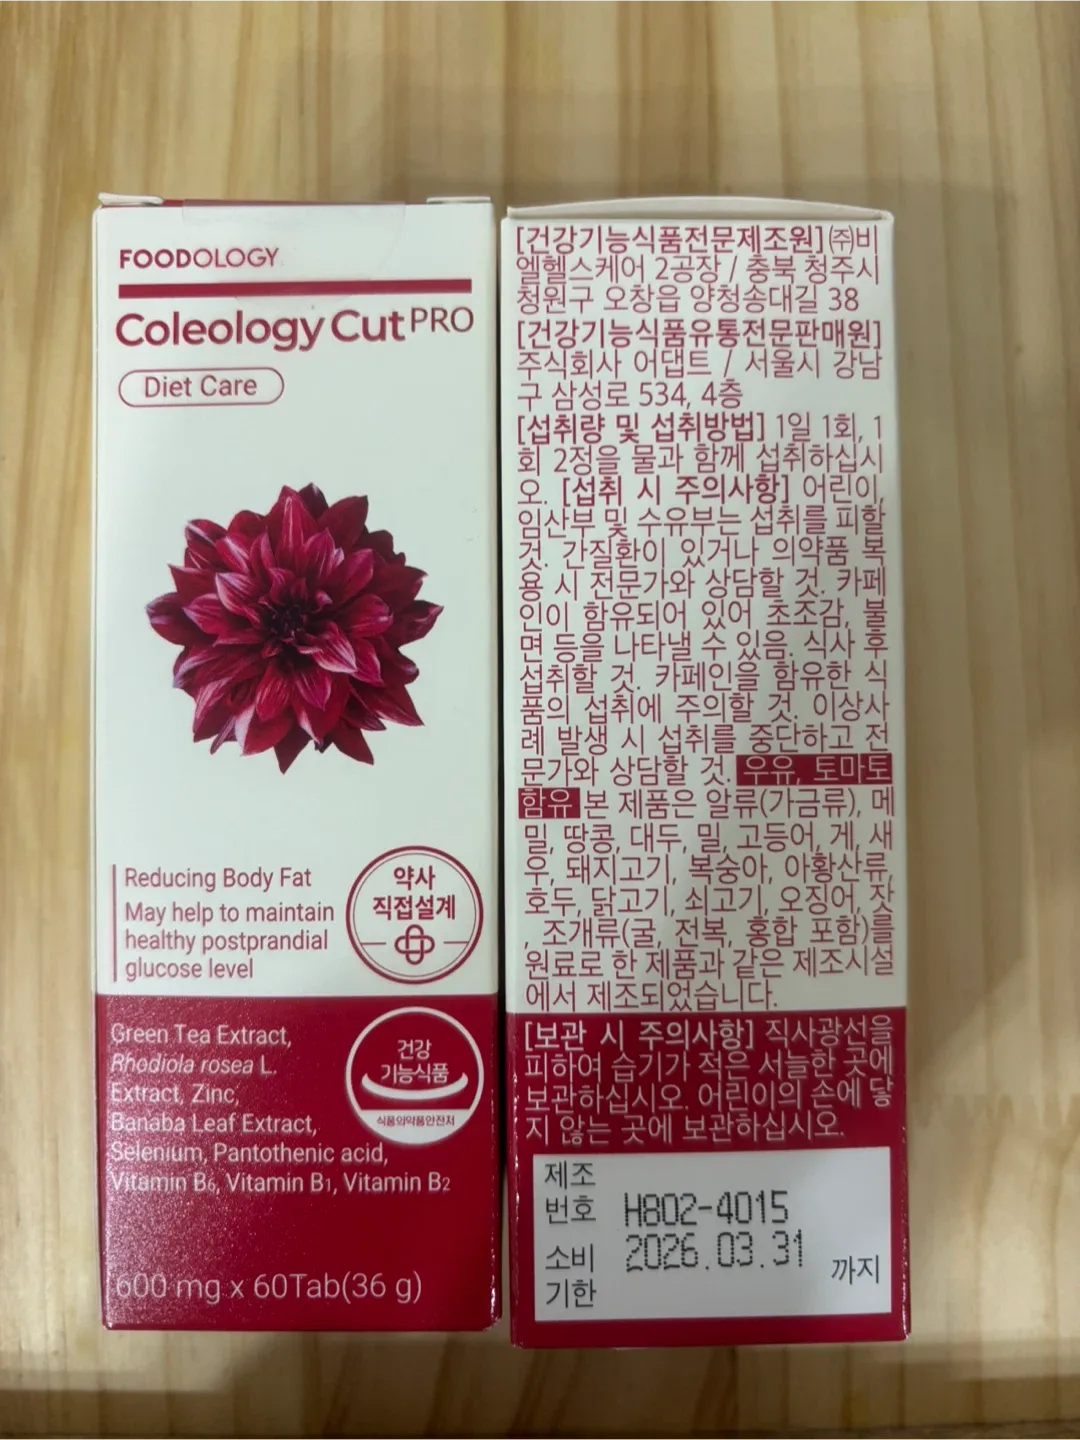 FOODOLOGY
Coleology Cut PRO
Diet Care
Reducing Body Fat
May help to maintain
healthy postprandial
glucose level
약사
직접설계
Green Tea Extract,
Rhodiola rosea L.
Extract, Zinc,
Banaba Leaf Extract,
Selenium, Pantothenic acid,
Vitamin B6, Vitamin B1, Vitamin B2
건강
기능식품
식품의약품안전처
600 mg x 60Tab(36 g)
[건강기능식품전문제조원] ㈜비
엘헬스케어 2공장 / 충북 청주시
청원구 오창읍 양청송대길 38
[건강기능식품유통전문판매원]
주식회사 어댑트 / 서울시 강남
구 삼성로 534, 4층
[섭취량 및 섭취방법] 1일 1회, 1
회 2정을 물과 함께 섭취하십시
오. [섭취 시 주의사항] 어린이,
임산부 및 수유부는 섭취를 피할
것. 간질환이 있거나 의약품 복
용 시 전문가와 상담할 것. 카페
인이 함유되어 있어 초조감, 불
면 등을 나타낼 수 있음. 식사 후
섭취할 것. 카페인을 함유한 식
품의 섭취에 주의할 것. 이상사
례 발생 시 섭취를 중단하고 전
문가와 상담할 것. 우유, 토마토
함유 본 제품은 알류(가금류), 메
밀, 땅콩, 대두, 밀, 고등어, 게, 새
우, 돼지고기, 복숭아, 아황산류,
호두, 닭고기, 쇠고기, 오징어, 잣
, 조개류(굴, 전복, 홍합 포함)를
원료로 한 제품과 같은 제조시설
에서 제조되었습니다.
[보관 시 주의사항] 직사광선을
피하여 습기가 적은 서늘한 곳에
보관하십시오. 어린이의 손에 닿
지 않는 곳에 보관하십시오.
제조
번호 H802-4015
소비
기한 2026.03.31 까지